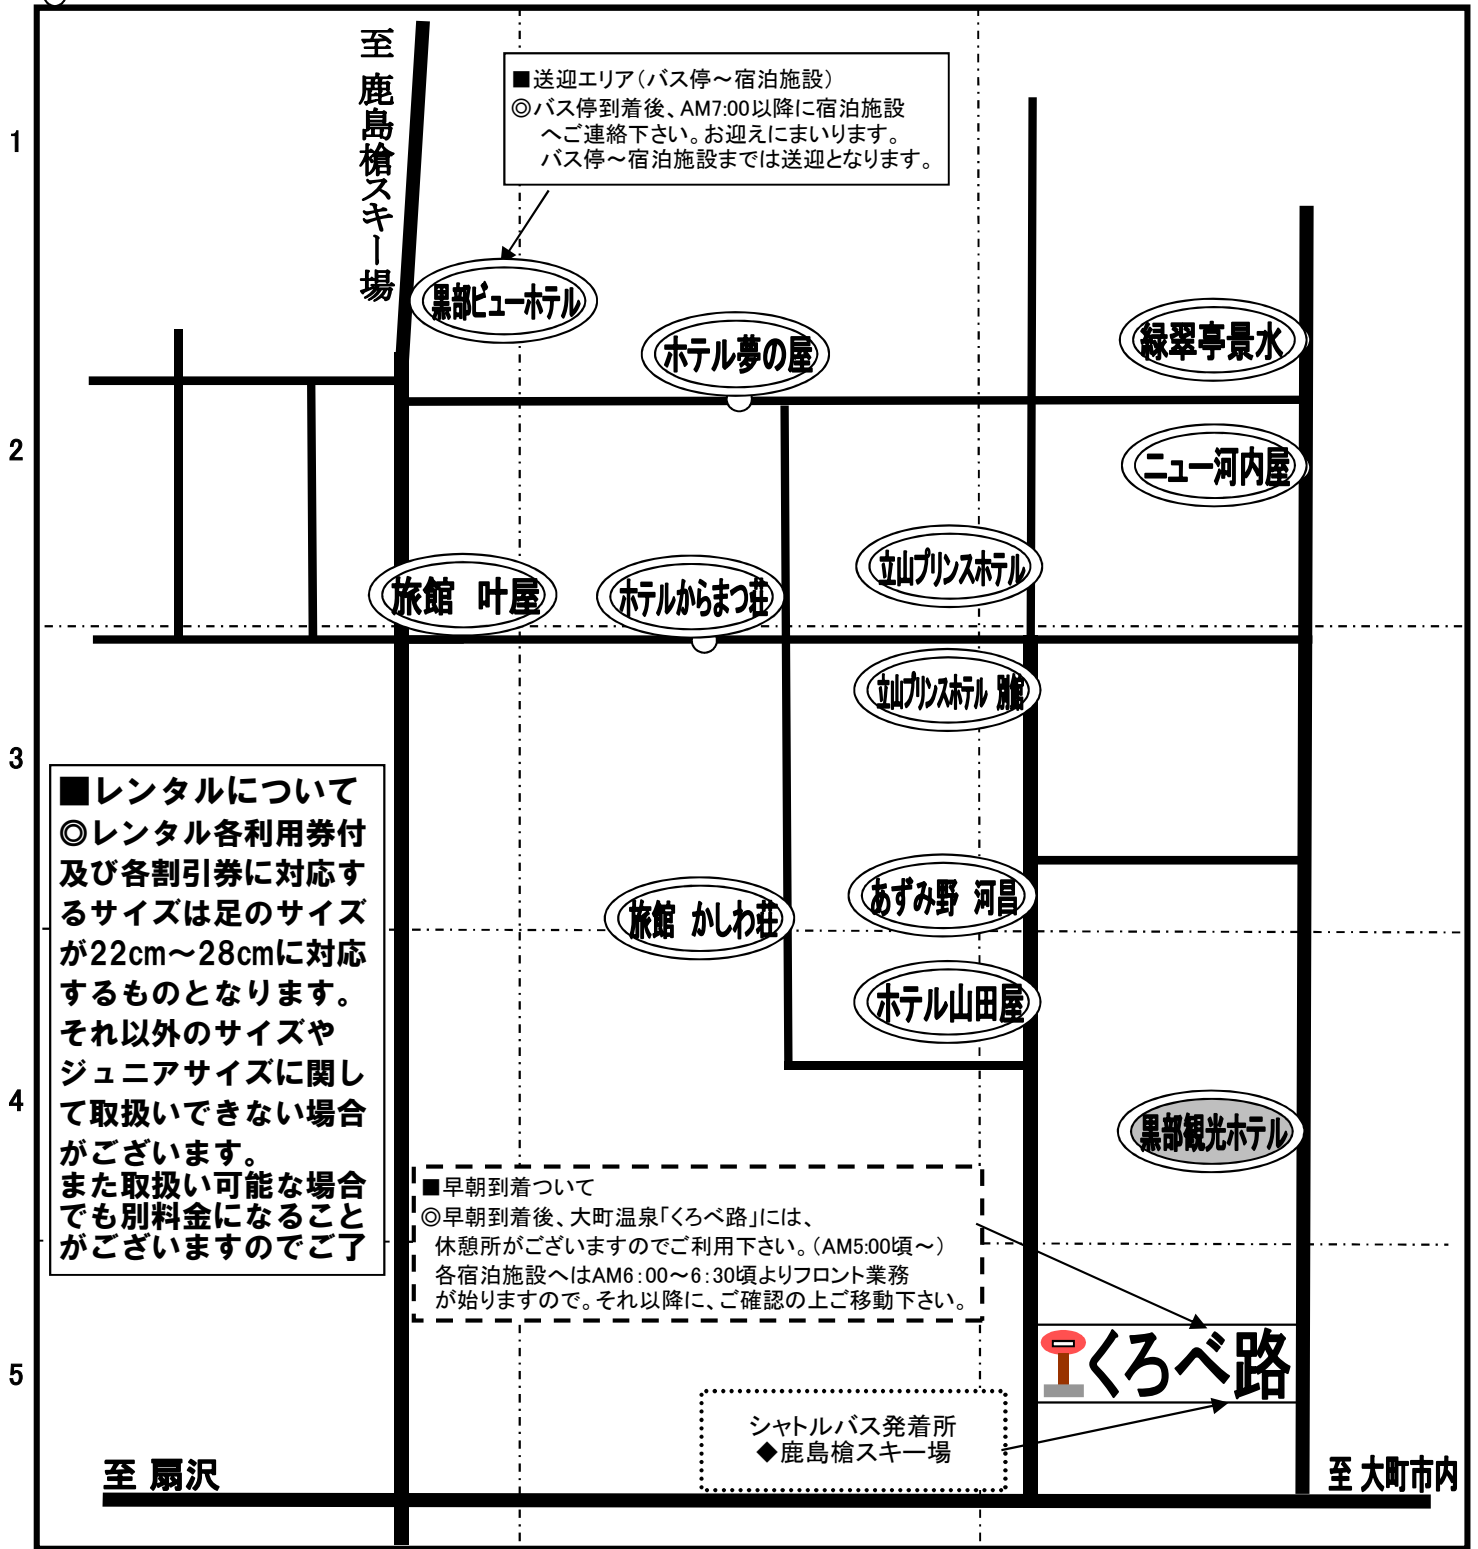 至 鹿島槍スキー場
■送迎エリア（バス停～宿泊施設）
◎バス停到着後、AM7:00以降に宿泊施設
へご連絡下さい。お迎えにまいります。
バス停～宿泊施設までは送迎となります。
1
黒部ビューホテル
ホテル夢の屋
緑翠亭景水
2
ニュー河内屋
旅館 叶屋
ホテルからまつ荘
立山プリンスホテル
立山プリンスホテル 別館
3
■レンタルについて
◎レンタル各利用券付
及び各割引券に対応す
るサイズは足のサイズ
が22cm～28cmに対応
するものとなります。
それ以外のサイズや
ジュニアサイズに関し
て取扱いできない場合
がございます。
また取扱い可能な場合
でも別料金になること
がございますのでご了
旅館 かしわ荘
あずみ野 河昌
ホテル山田屋
4
黒部観光ホテル
■早朝到着ついて
◎早朝到着後、大町温泉「くろべ路」には、
休憩所がございますのでご利用下さい。（AM5:00頃～）
各宿泊施設へはAM6:00～6:30頃よりフロント業務
が始りますので。それ以降に、ご確認の上ご移動下さい。
くろべ路
5
シャトルバス発着所
◆鹿島槍スキー場
至 扇沢
至 大町市内